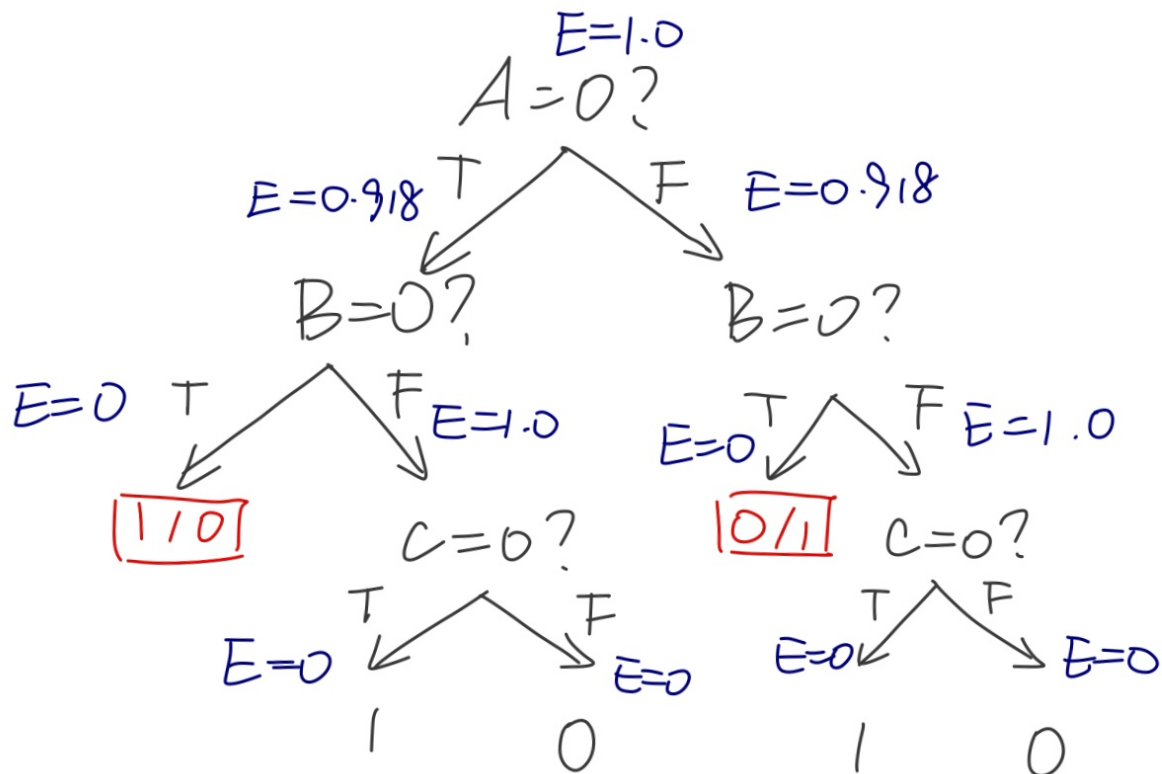 E=1.0
A=0?
T F
E=0.918 E=0.918
B=0? B=0?
E=0 T F E=1.0 E=0 T F E=1.0
1/0 C=0? 0/1 C=0?
T F T F
E=0 E=0 E=0 E=0
1 0 1 0